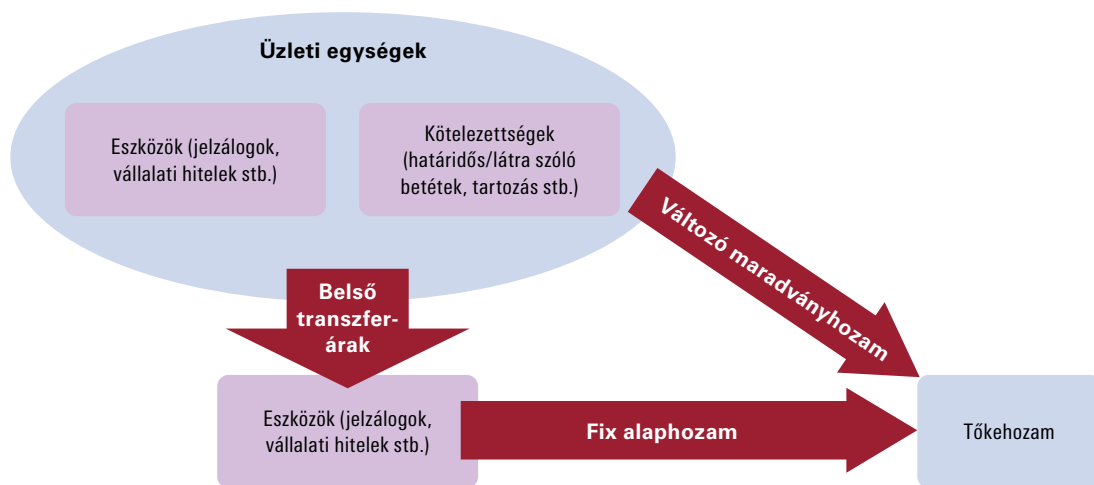 Üzleti egységek
Eszközök (jelzálogok,
vállalati hitelek stb.)
Kötelezettségek
(határidős/látra szóló
betétek, tartozás stb.)
Változó maradványhozam
Belső
transzfer-
árak
Eszközök (jelzálogok,
vállalati hitelek stb.)
Fix alaphozam
Tőkehozam